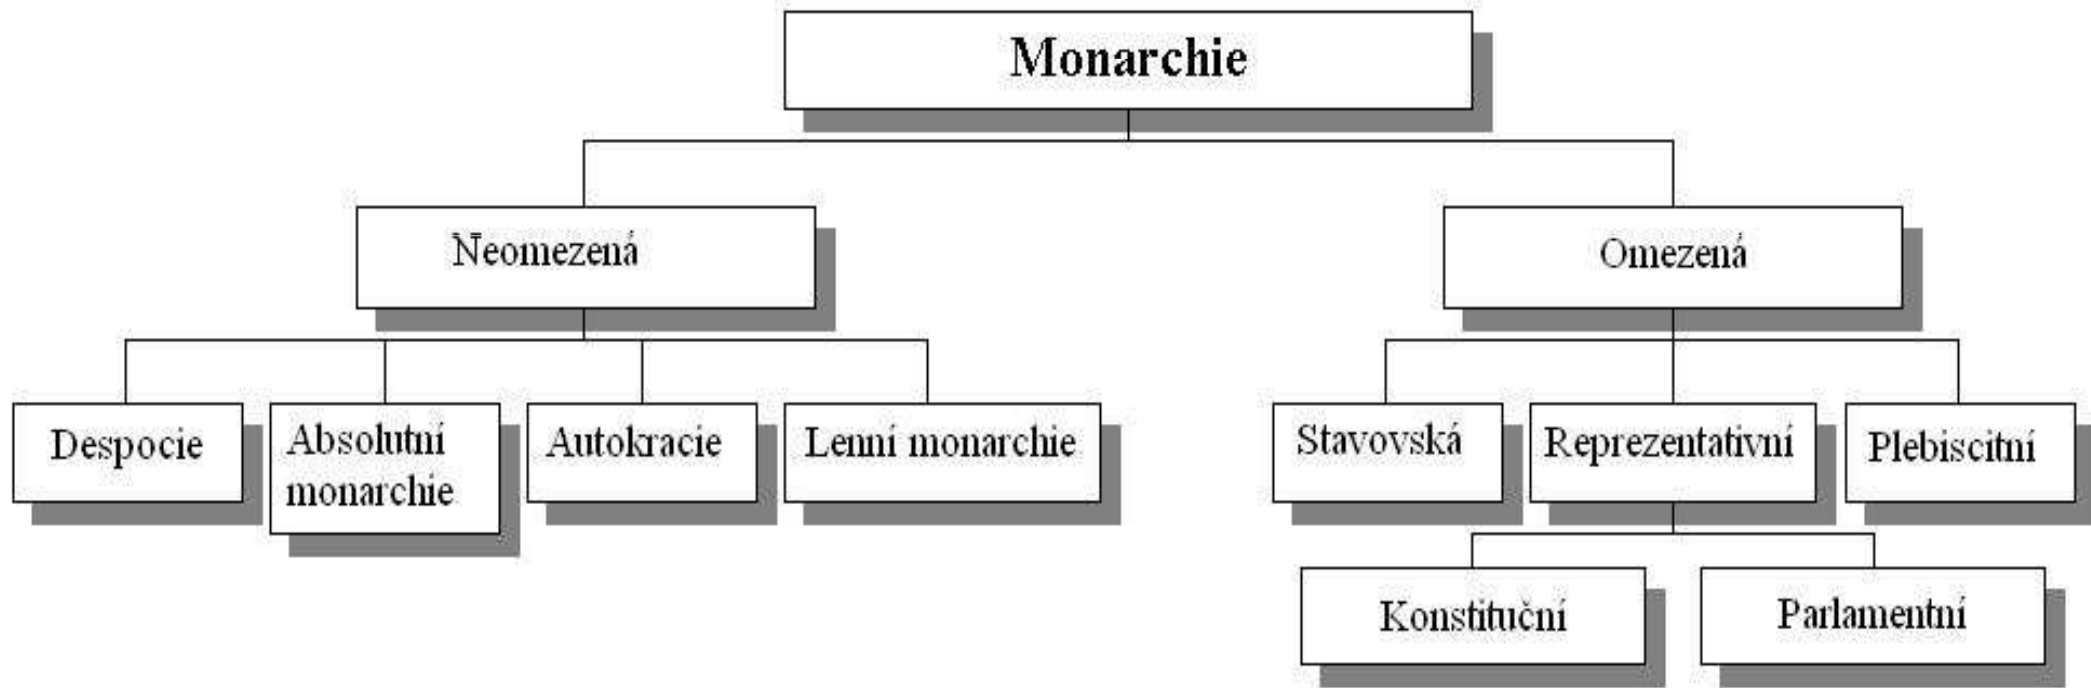 Monarchie
Neomezená
Omezená
Despocie
Absolutní
monarchie
Autokracie
Lenní monarchie
Stavovská
Reprezentativní
Plebiscitní
Konstituční
Parlamentní